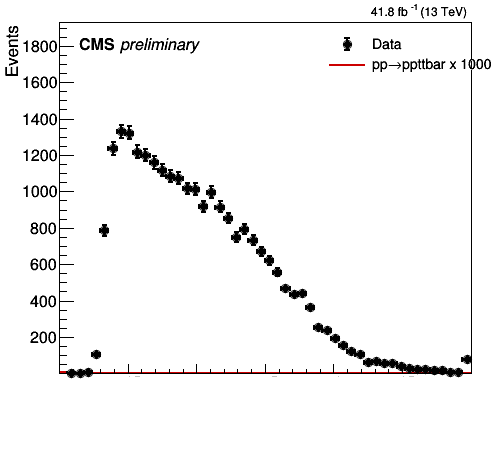 41.8 fb⁻¹ (13 TeV)
Events
CMS preliminary
Data
pp→ppttbar x 1000
1800
1600
1400
1200
1000
800
600
400
200